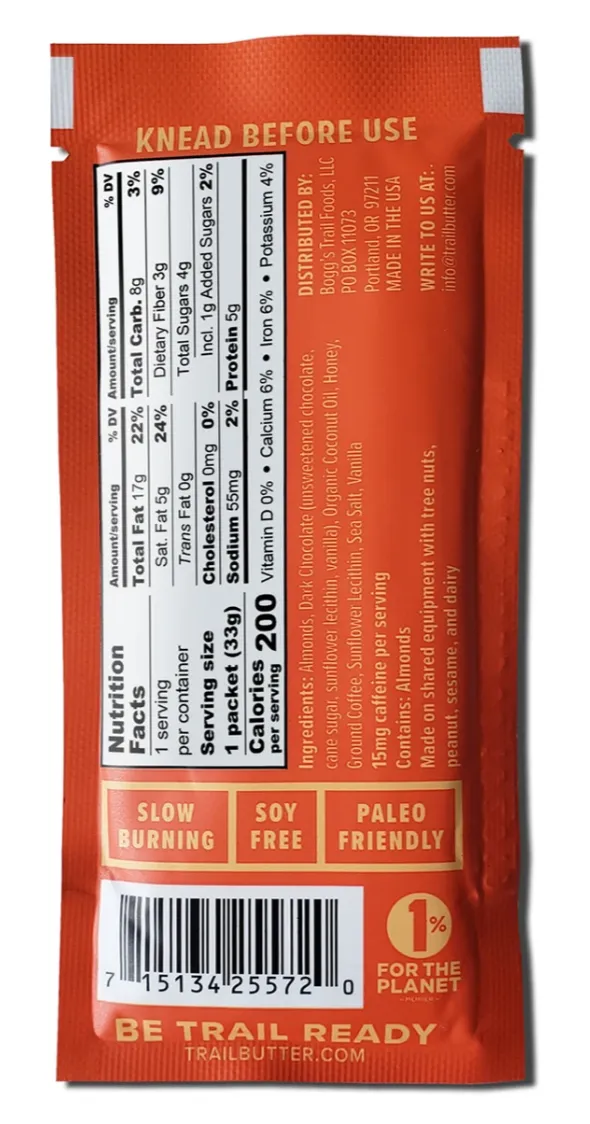 KNEAD BEFORE USE
Nutrition
Facts
1 serving
per container
Serving size
1 packet (33g)
Calories 200
per serving
Amount/serving % DV
Total Fat 17g 22%
Sat. Fat 5g 24%
Trans Fat 0g
Cholesterol 0mg 0%
Sodium 55mg 2%
Amount/serving % DV
Total Carb. 8g 3%
Dietary Fiber 3g 9%
Total Sugars 4g
Incl. 1g Added Sugars 2%
Protein 5g
Vitamin D 0% • Calcium 6% • Iron 6% • Potassium 4%
Ingredients: Almonds, Dark Chocolate (unsweetened chocolate,
cane sugar, sunflower lecithin, vanilla), Organic Coconut Oil, Honey,
Ground Coffee, Sunflower Lecithin, Sea Salt, Vanilla
15mg caffeine per serving
Contains: Almonds
Made on shared equipment with tree nuts,
peanut, sesame, and dairy
DISTRIBUTED BY:
Bogg's Trail Foods, LLC
PO BOX 11073
Portland, OR 97211
MADE IN THE USA
WRITE TO US AT:.
info@trailbutter.com
SLOW
BURNING
SOY
FREE
PALEO
FRIENDLY
7 15134 25572 0
1%
FOR THE
PLANET
MEMBER
BE TRAIL READY
TRAILBUTTER.COM